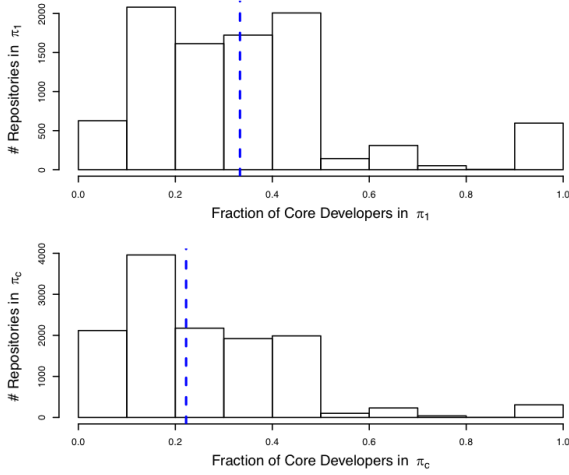 # Repositories in π1
2000
1500
1000
500
0
0.0 0.2 0.4 0.6 0.8 1.0
Fraction of Core Developers in π1
# Repositories in πc
4000
3000
2000
1000
0
0.0 0.2 0.4 0.6 0.8 1.0
Fraction of Core Developers in πc